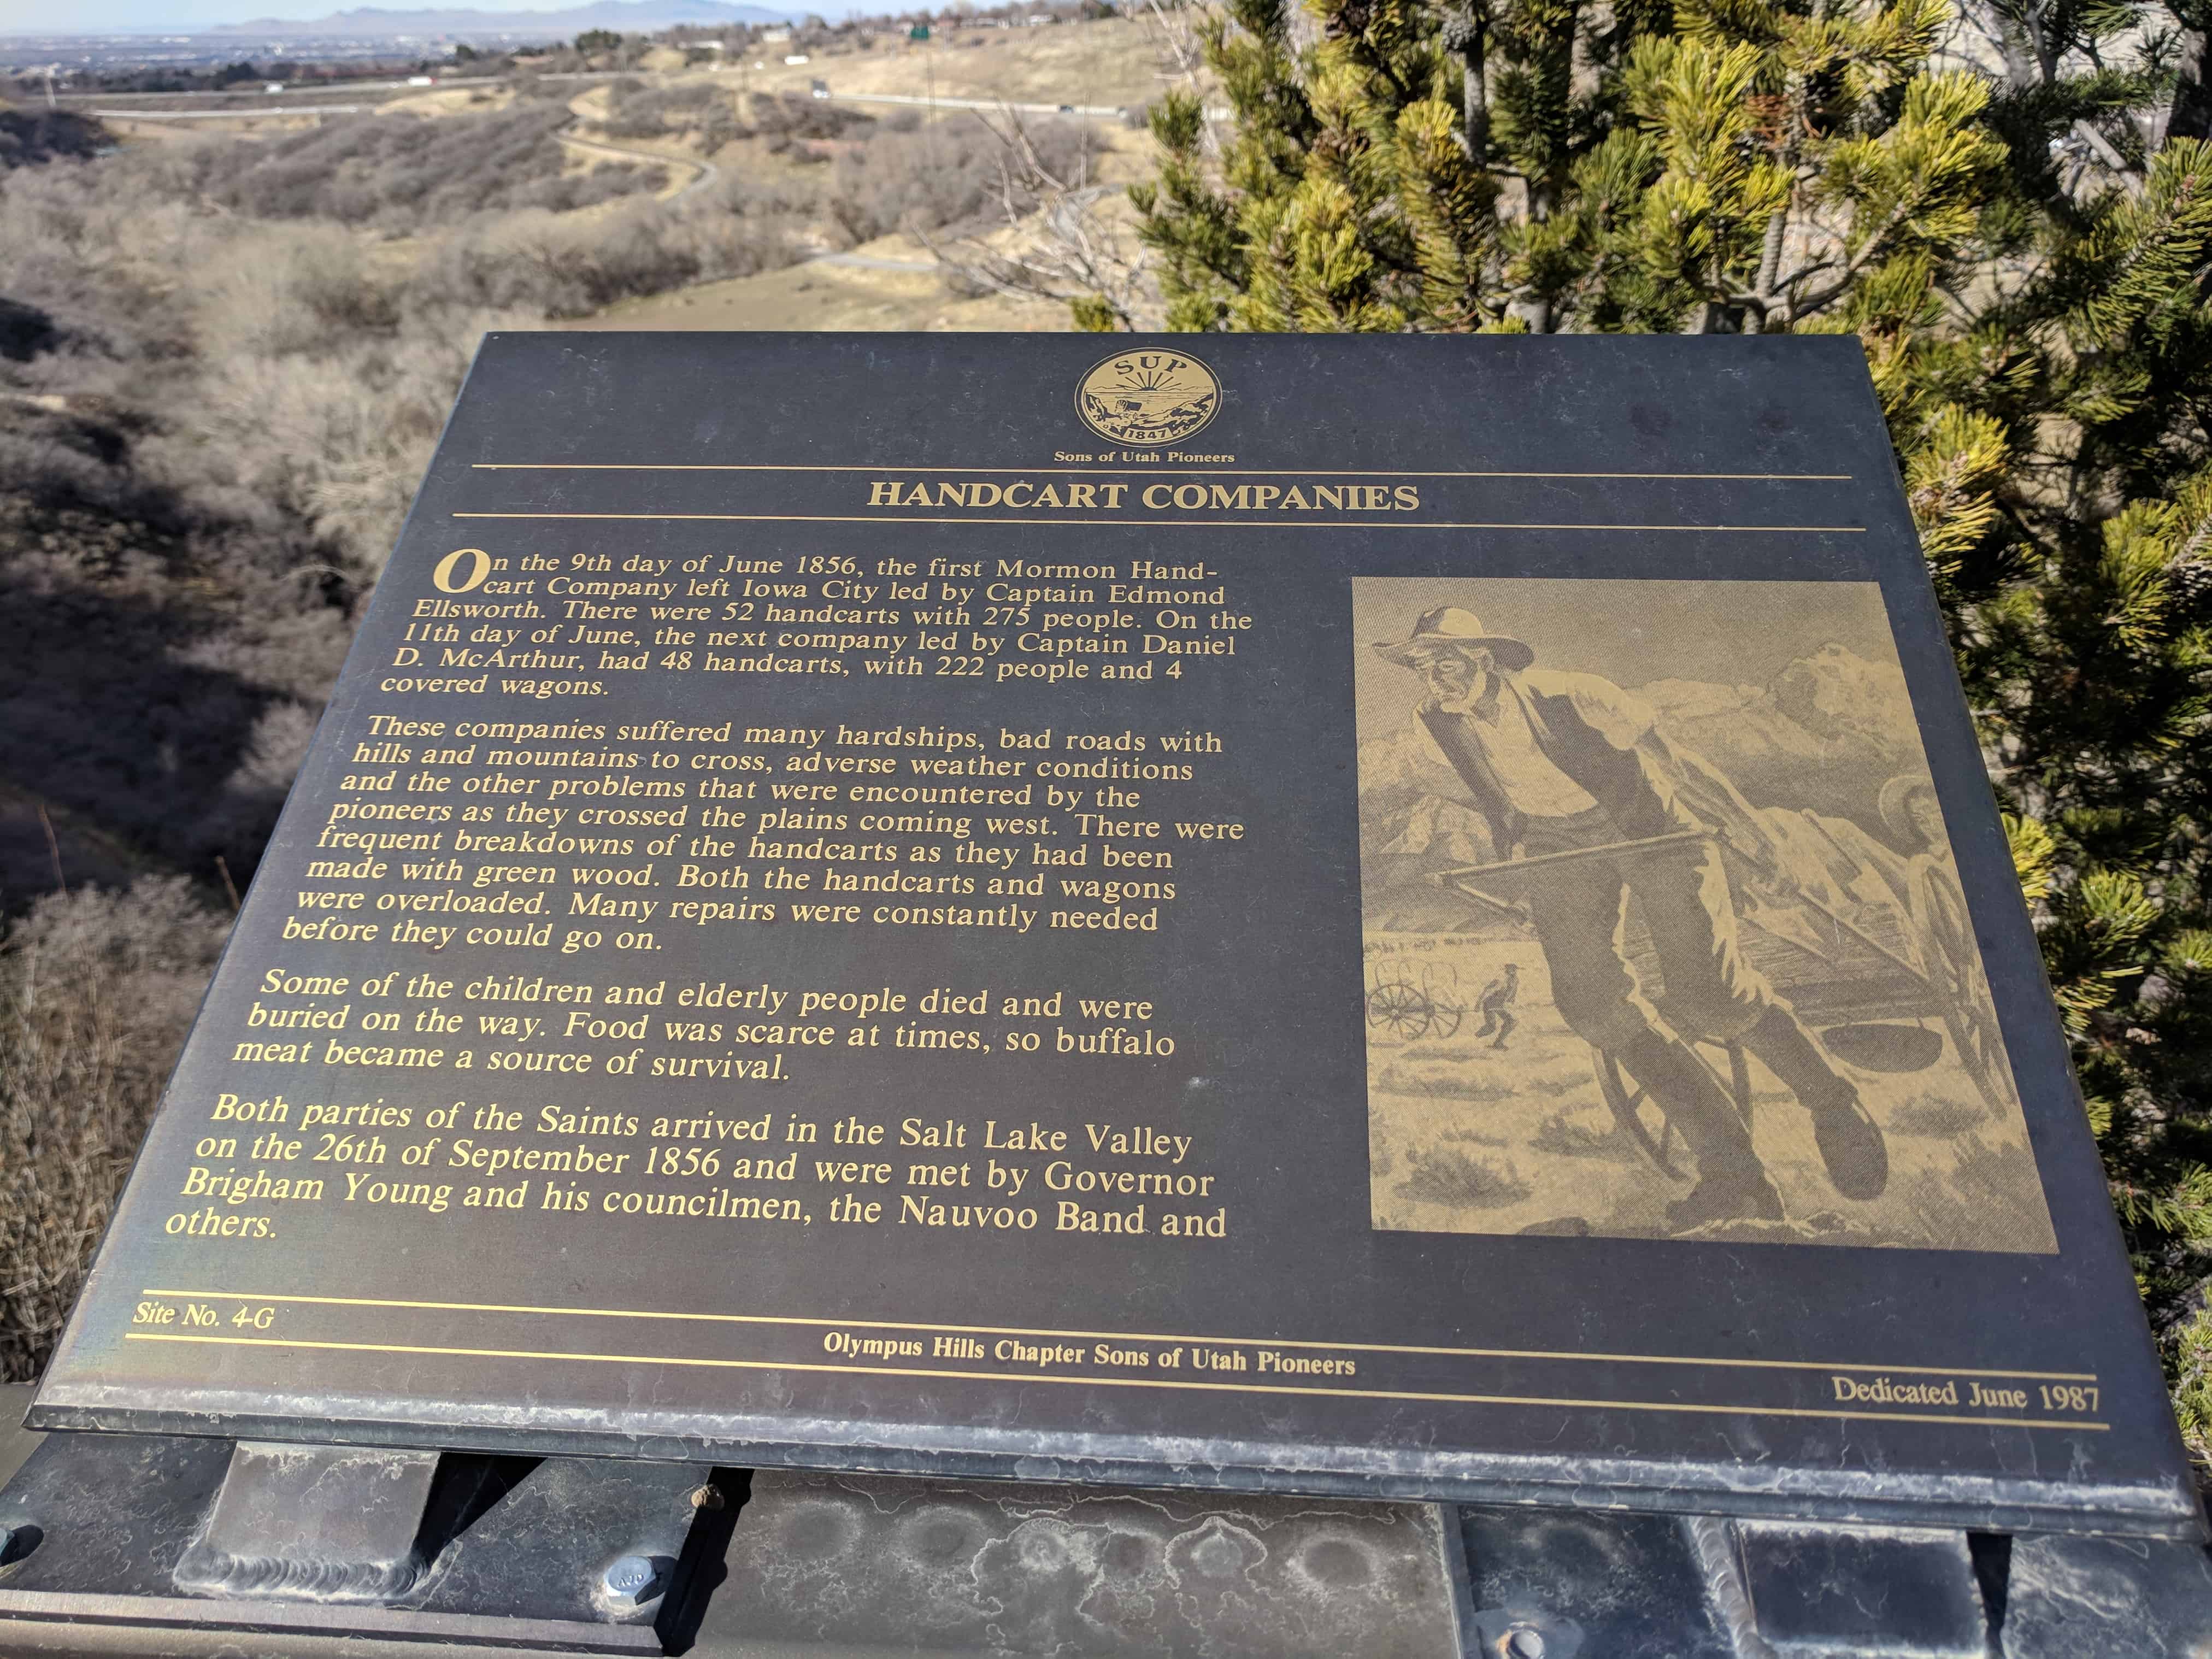 SUP
1847
Sons of Utah Pioneers
HANDCART COMPANIES
On the 9th day of June 1856, the first Mormon Hand-
cart Company left Iowa City led by Captain Edmond
Ellsworth. There were 52 handcarts with 275 people. On the
11th day of June, the next company led by Captain Daniel
D. McArthur, had 48 handcarts, with 222 people and 4
covered wagons.
These companies suffered many hardships, bad roads with
hills and mountains to cross, adverse weather conditions
and the other problems that were encountered by the
pioneers as they crossed the plains coming west. There were
frequent breakdowns of the handcarts as they had been
made with green wood. Both the handcarts and wagons
were overloaded. Many repairs were constantly needed
before they could go on.
Some of the children and elderly people died and were
buried on the way. Food was scarce at times, so buffalo
meat became a source of survival.
Both parties of the Saints arrived in the Salt Lake Valley
on the 26th of September 1856 and were met by Governor
Brigham Young and his councilmen, the Nauvoo Band and
others.
Site No. 4-G
Olympus Hills Chapter Sons of Utah Pioneers
Dedicated June 1987